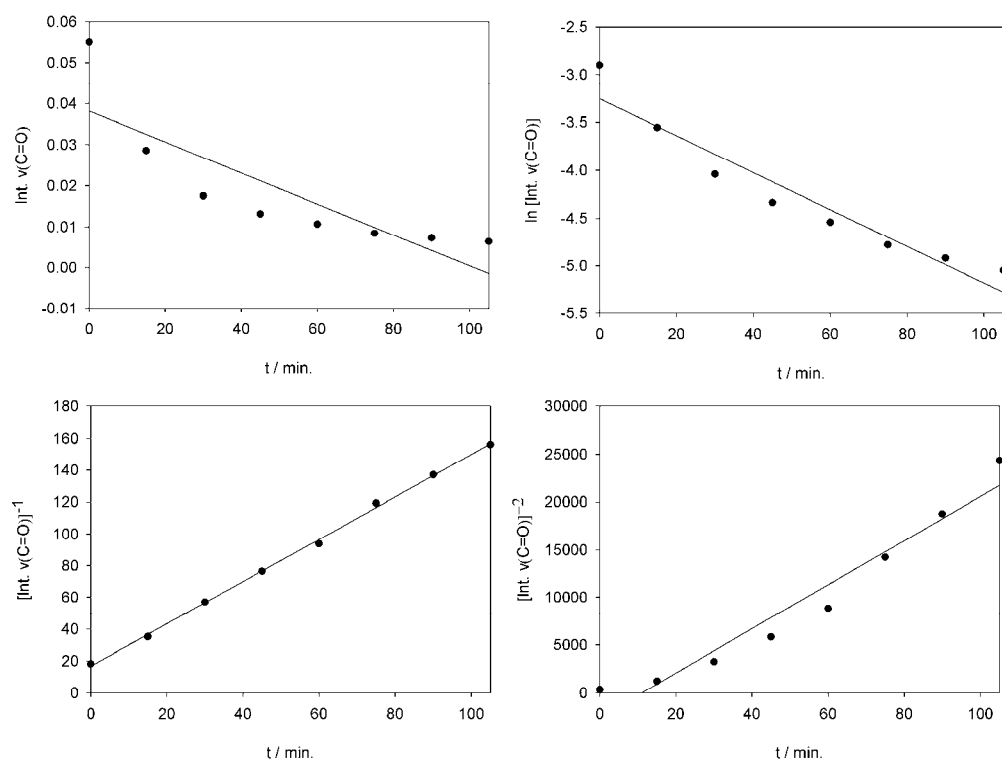 0.06
0.05
0.04
0.03
0.02
0.01
0.00
-0.01
Int. v(C=O)
0 20 40 60 80 100
t / min.
-2.5
-3.0
-3.5
-4.0
-4.5
-5.0
-5.5
ln [Int. v(C=O)]
0 20 40 60 80 100
t / min.
180
160
140
120
100
80
60
40
20
0
[Int. v(C=O)]⁻¹
0 20 40 60 80 100
t / min.
30000
25000
20000
15000
10000
5000
0
[Int. v(C=O)]⁻²
0 20 40 60 80 100
t / min.